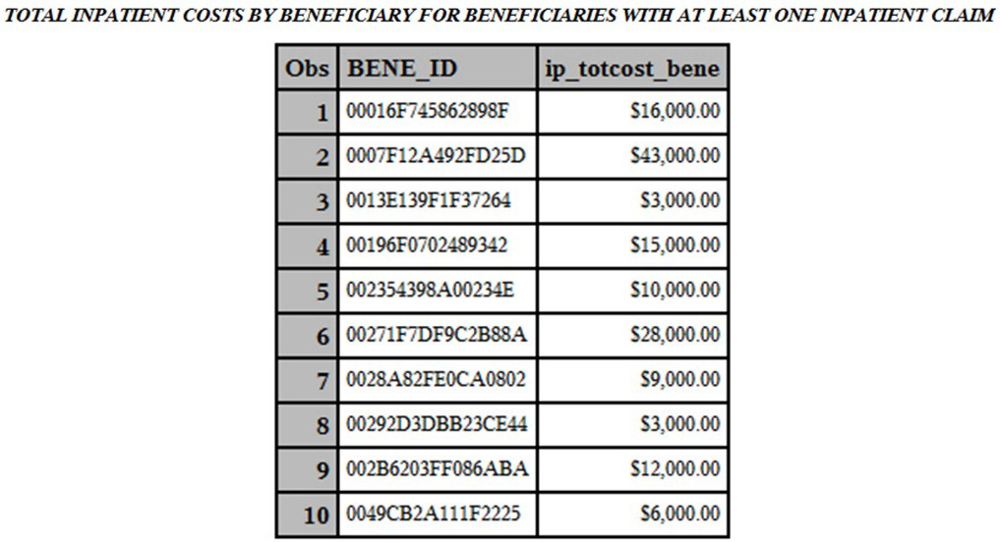 TOTAL INPATIENT COSTS BY BENEFICIARY FOR BENEFICIARIES WITH AT LEAST ONE INPATIENT CLAIM
Obs BENE_ID ip_totcost_bene
1 00016F745862898F $16,000.00
2 0007F12A492FD25D $43,000.00
3 0013E139F1F37264 $3,000.00
4 00196F0702489342 $15,000.00
5 002354398A00234E $10,000.00
6 00271F7DF9C2B88A $28,000.00
7 0028A82FE0CA0802 $9,000.00
8 00292D3DBB23CE44 $3,000.00
9 002B6203FF086ABA $12,000.00
10 0049CB2A111F2225 $6,000.00